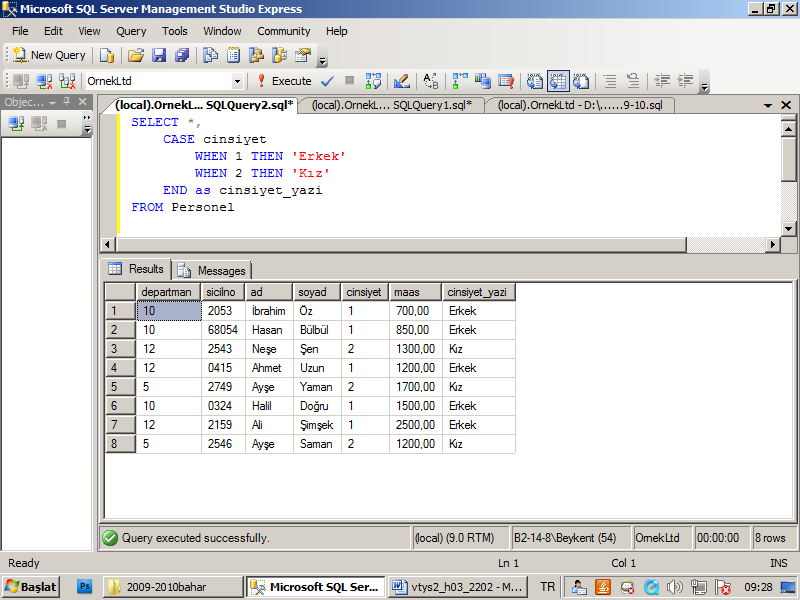 Microsoft SQL Server Management Studio Express
File Edit View Query Tools Window Community Help
New Query
OrnekLtd Execute
Objec...
(local).OrnekL... SQLQuery2.sql* (local).OrnekL... SQLQuery1.sql* (local).OrnekLtd - D:\......9-10.sql
SELECT *,
CASE cinsiyet
WHEN 1 THEN 'Erkek'
WHEN 2 THEN 'Kız'
END as cinsiyet_yazi
FROM Personel
Results Messages
departman sicilno ad soyad cinsiyet maas cinsiyet_yazi
1 10 2053 İbrahim Öz 1 700,00 Erkek
2 10 68054 Hasan Bülbül 1 850,00 Erkek
3 12 2543 Neşe Şen 2 1300,00 Kız
4 12 0415 Ahmet Uzun 1 1200,00 Erkek
5 5 2749 Ayşe Yaman 2 1700,00 Kız
6 10 0324 Halil Doğru 1 1500,00 Erkek
7 12 2159 Ali Şimşek 1 2500,00 Erkek
8 5 2546 Ayşe Saman 2 1200,00 Kız
Query executed successfully. (local) (9.0 RTM) B2-14-8\Beykent (54) OrnekLtd 00:00:00 8 rows
Ready Ln 1 Col 1 INS
Başlat Ps 2009-2010bahar Microsoft SQL Ser... vtys2_h03_2202 - M... TR 09:28